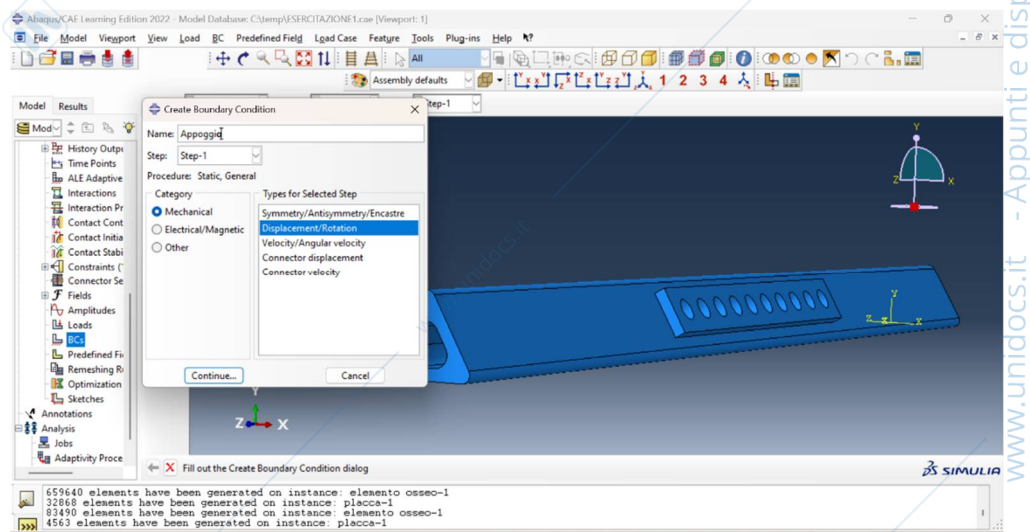 Abaqus/CAE Learning Edition 2022 - Model Database: C:\temp\ESERCITAZIONE1.cae [Viewport: 1]
File Model Viewport View Load BC Predefined Field Load Case Feature Tools Plug-ins Help
All
Assembly defaults
1 2 3 4
Model Results
Step-1
Mod
History Outpu
Time Points
ALE Adaptive
Interactions
Interaction Pr
Contact Cont
Contact Initia
Contact Stabi
Constraints (
Connector Se
Fields
Amplitudes
Loads
BCs
Predefined Fi
Remeshing Ru
Optimization
Sketches
Annotations
Analysis
Jobs
Adaptivity Proce
Create Boundary Condition
Name: Appoggio
Step: Step-1
Procedure: Static, General
Category
Mechanical
Electrical/Magnetic
Other
Types for Selected Step
Symmetry/Antisymmetry/Encastre
Displacement/Rotation
Velocity/Angular velocity
Connector displacement
Connector velocity
Continue...
Cancel
Y
Z
X
Y
Z
X
Y
Z
X
Fill out the Create Boundary Condition dialog
SIMULIA
659640 elements have been generated on instance: elemento osseo-1
32868 elements have been generated on instance: placca-1
83490 elements have been generated on instance: elemento osseo-1
4563 elements have been generated on instance: placca-1
www.unidocs.it - Appunti e disp